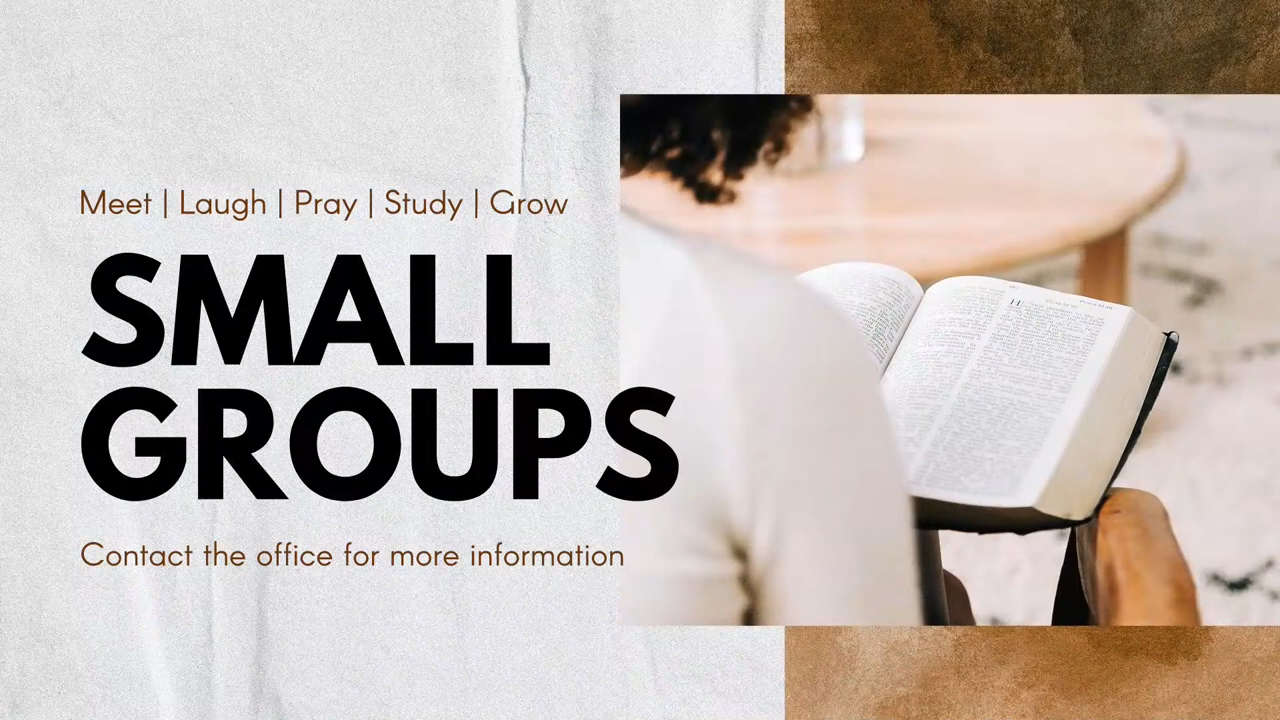 Meet | Laugh | Pray | Study | Grow
SMALL
GROUPS
Contact the office for more information